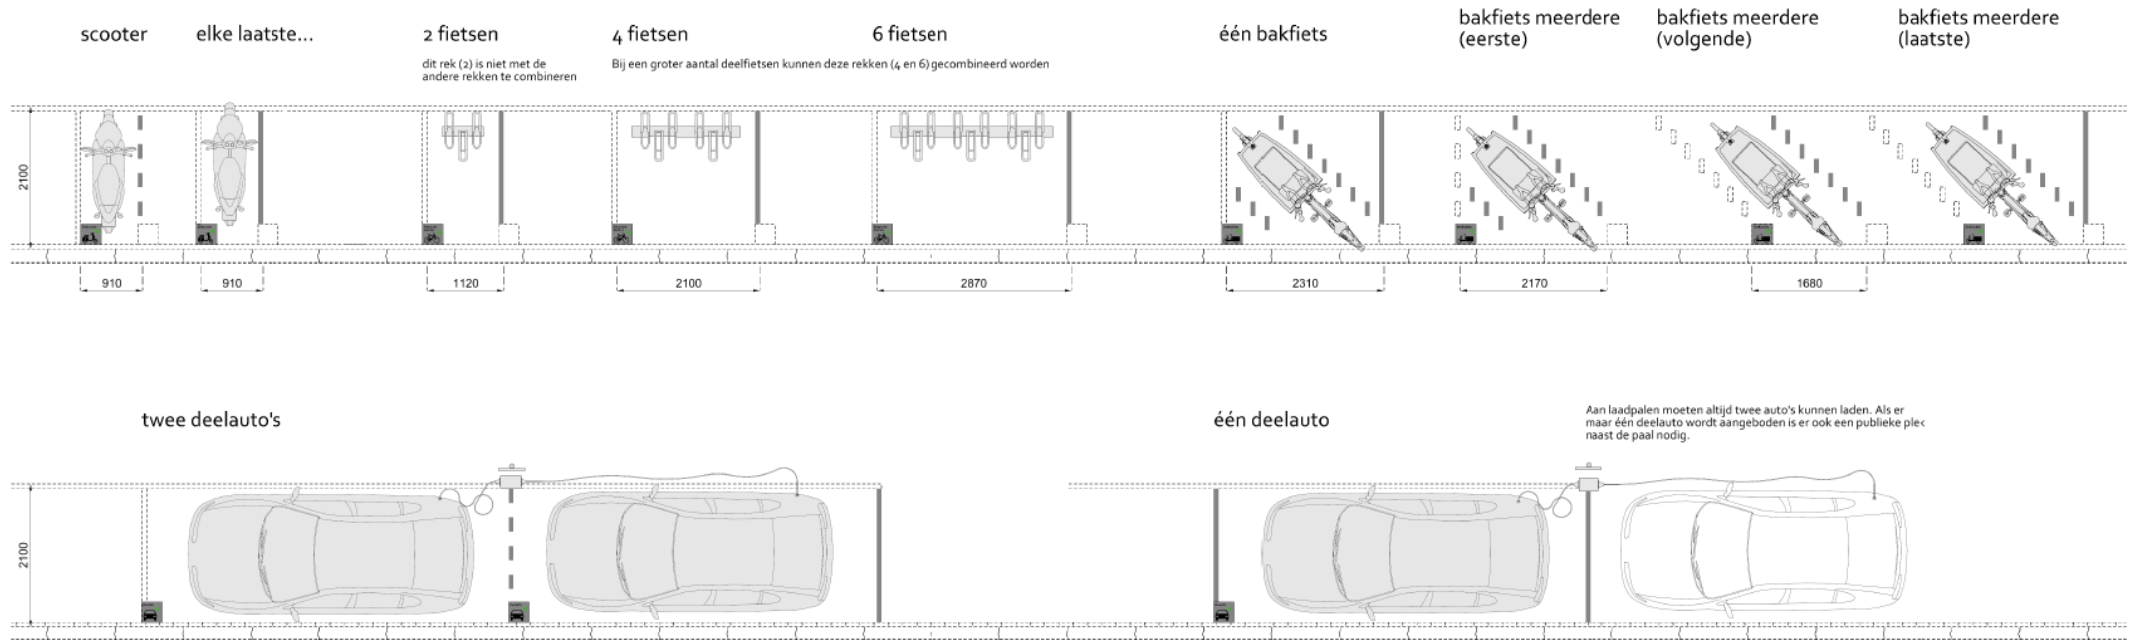 scooter
elke laatste...
2 fietsen
dit rek (2) is niet met de
andere rekken te combineren
4 fietsen
Bij een groter aantal deelfietsen kunnen deze rekken (4 en 6) gecombineerd worden
6 fietsen
één bakfiets
bakfiets meerdere
(eerste)
bakfiets meerdere
(volgende)
bakfiets meerdere
(laatste)
2100
910
910
1120
2100
2870
2310
2170
1680
twee deelauto's
één deelauto
Aan laadpalen moeten altijd twee auto's kunnen laden. Als er
maar één deelauto wordt aangeboden is er ook een publieke plek
naast de paal nodig.
2100